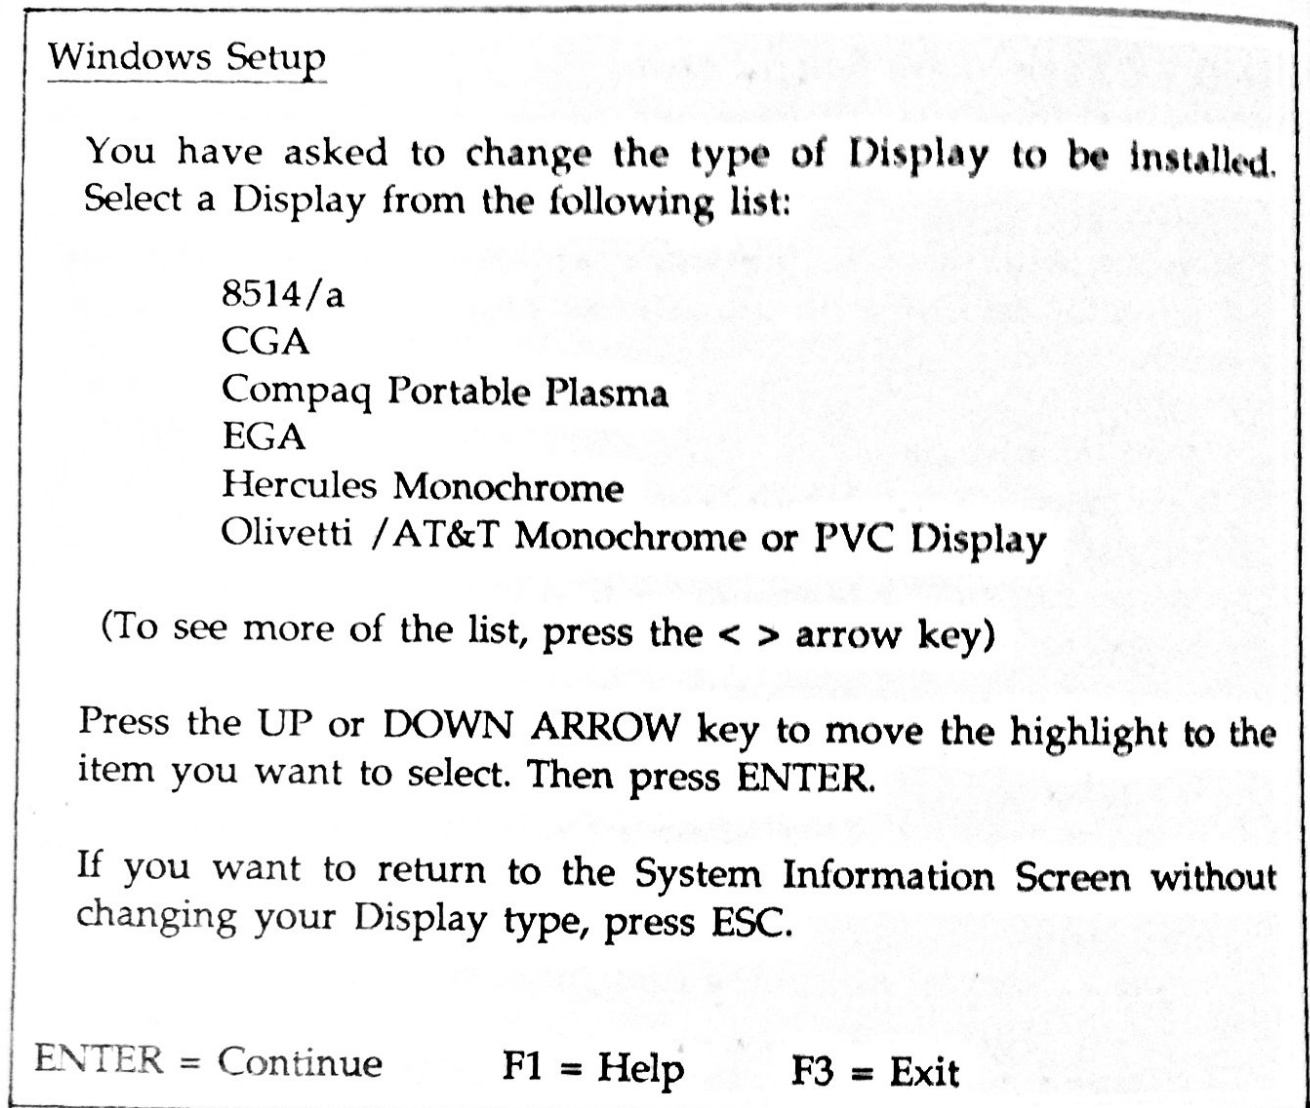 Windows Setup
You have asked to change the type of Display to be installed.
Select a Display from the following list:
8514/a
CGA
Compaq Portable Plasma
EGA
Hercules Monochrome
Olivetti /AT&T Monochrome or PVC Display
(To see more of the list, press the < > arrow key)
Press the UP or DOWN ARROW key to move the highlight to the
item you want to select. Then press ENTER.
If you want to return to the System Information Screen without
changing your Display type, press ESC.
ENTER = Continue F1 = Help F3 = Exit